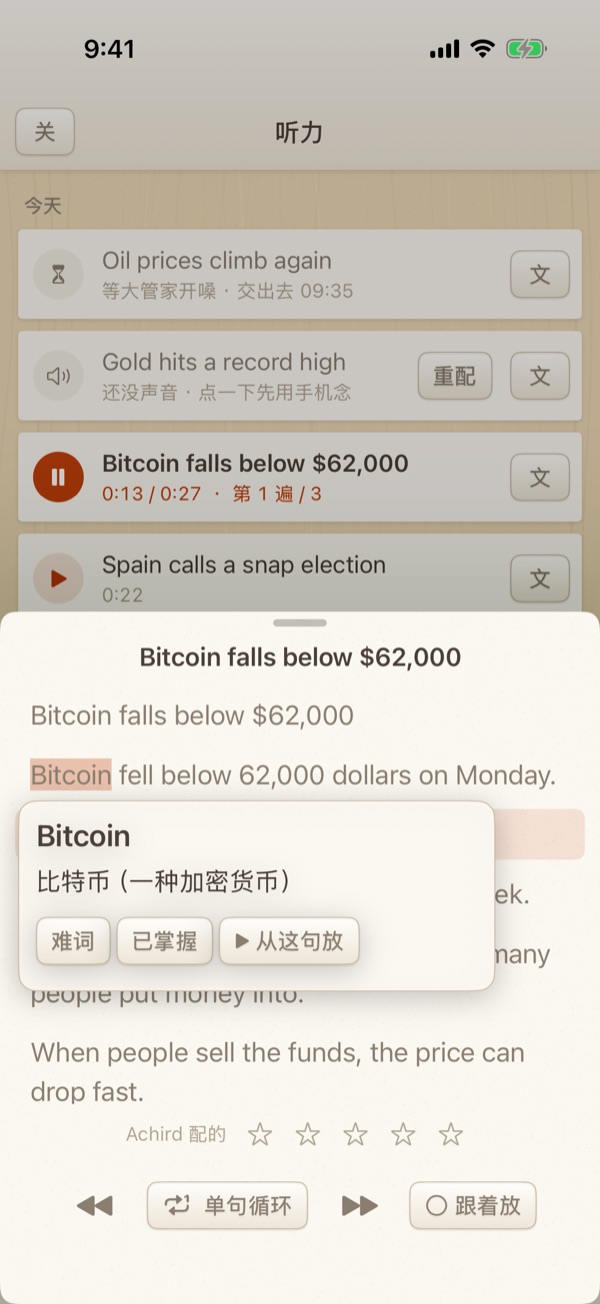 9:41
关
听力
今天
Oil prices climb again
等大管家开嗓 · 交出去 09:35
文
Gold hits a record high
还没声音 · 点一下先用手机念
重配
文
Bitcoin falls below $62,000
0:13 / 0:27 · 第 1 遍 / 3
文
Spain calls a snap election
0:22
文
Bitcoin falls below $62,000
Bitcoin falls below $62,000
Bitcoin fell below 62,000 dollars on Monday.
Bitcoin
比特币 (一种加密货币)
难词
已掌握
从这句放
ek.
many
people put money into.
When people sell the funds, the price can
drop fast.
Achird 配的
单句循环
跟着放